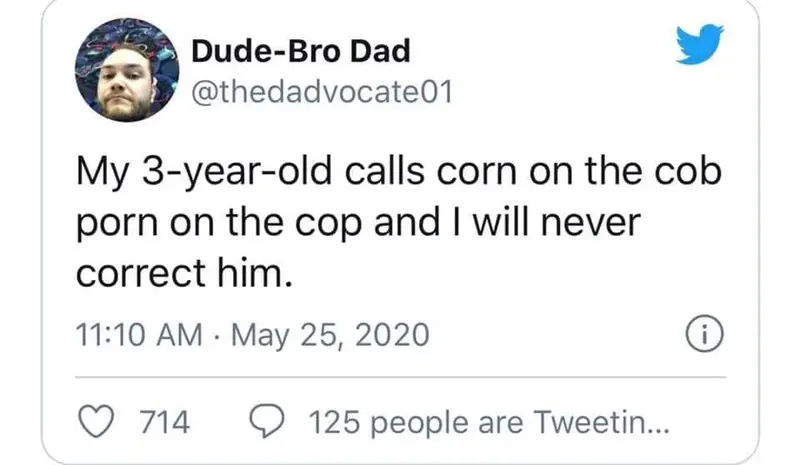 Dude-Bro Dad
@thedadvocate01
My 3-year-old calls corn on the cob
porn on the cop and I will never
correct him.
11:10 AM · May 25, 2020
714 125 people are Tweetin...